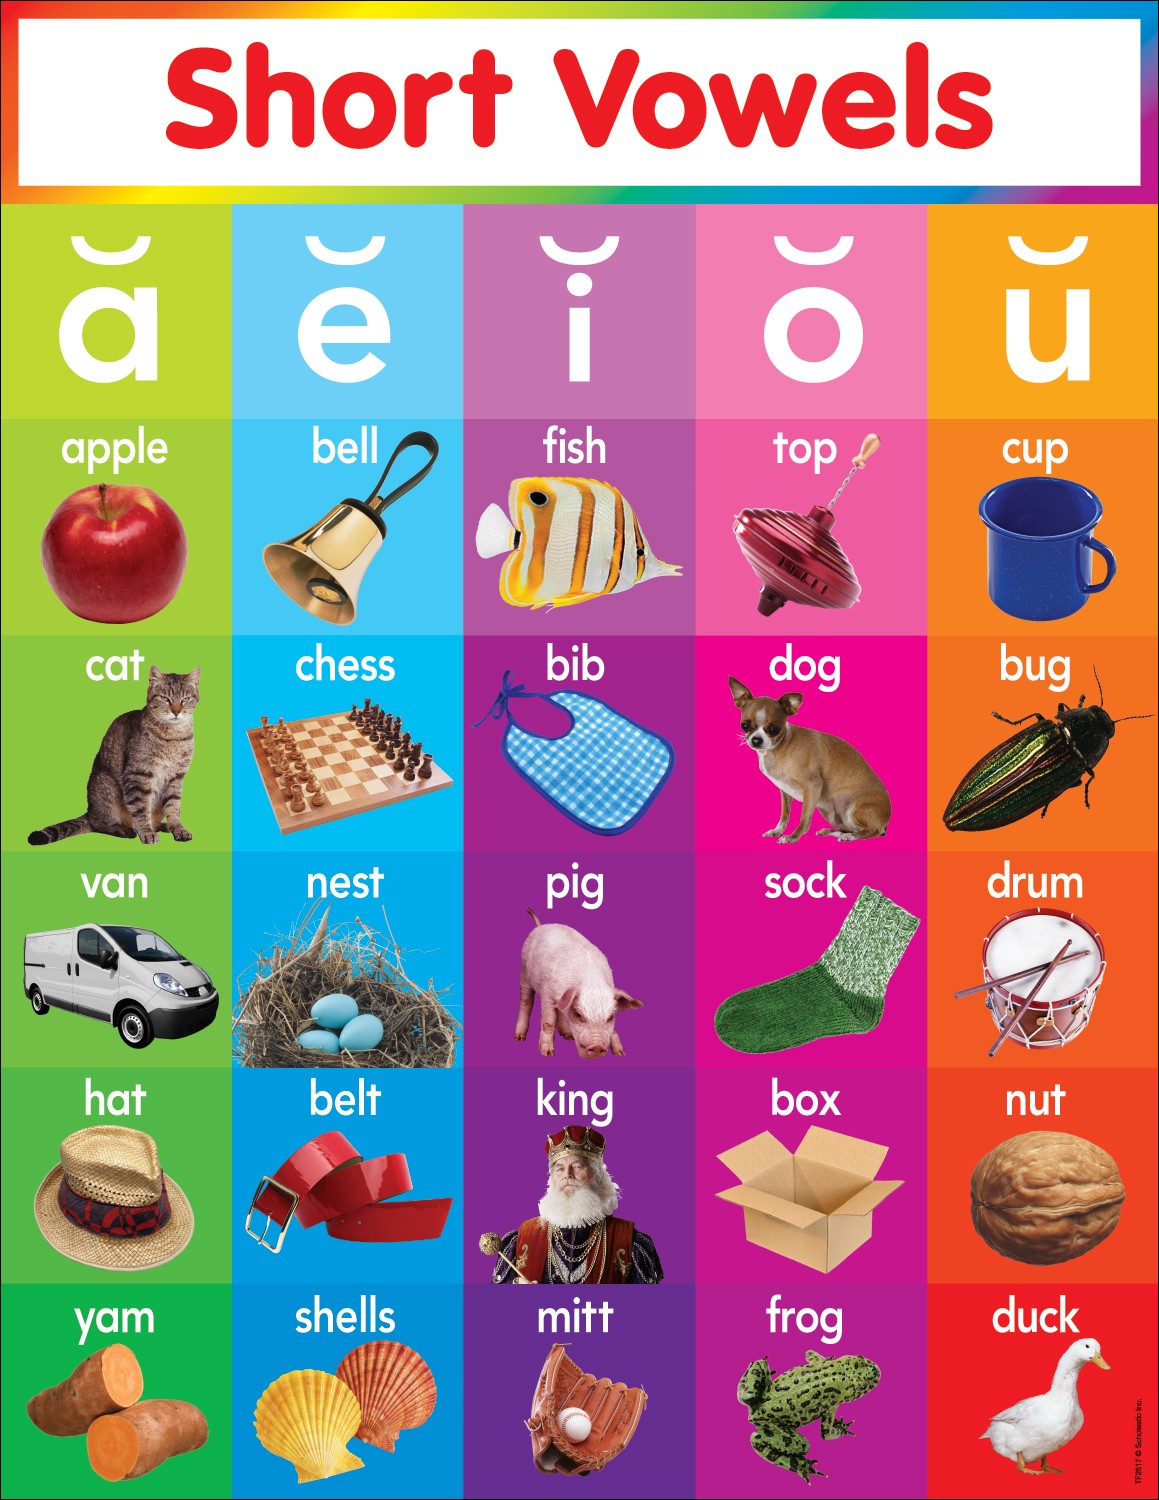 Short Vowels
ă ĕ ĭ ŏ ŭ
apple bell fish top cup
cat chess bib dog bug
van nest pig sock drum
hat belt king box nut
yam shells mitt frog duck
TF2517 © Scholastic Inc.